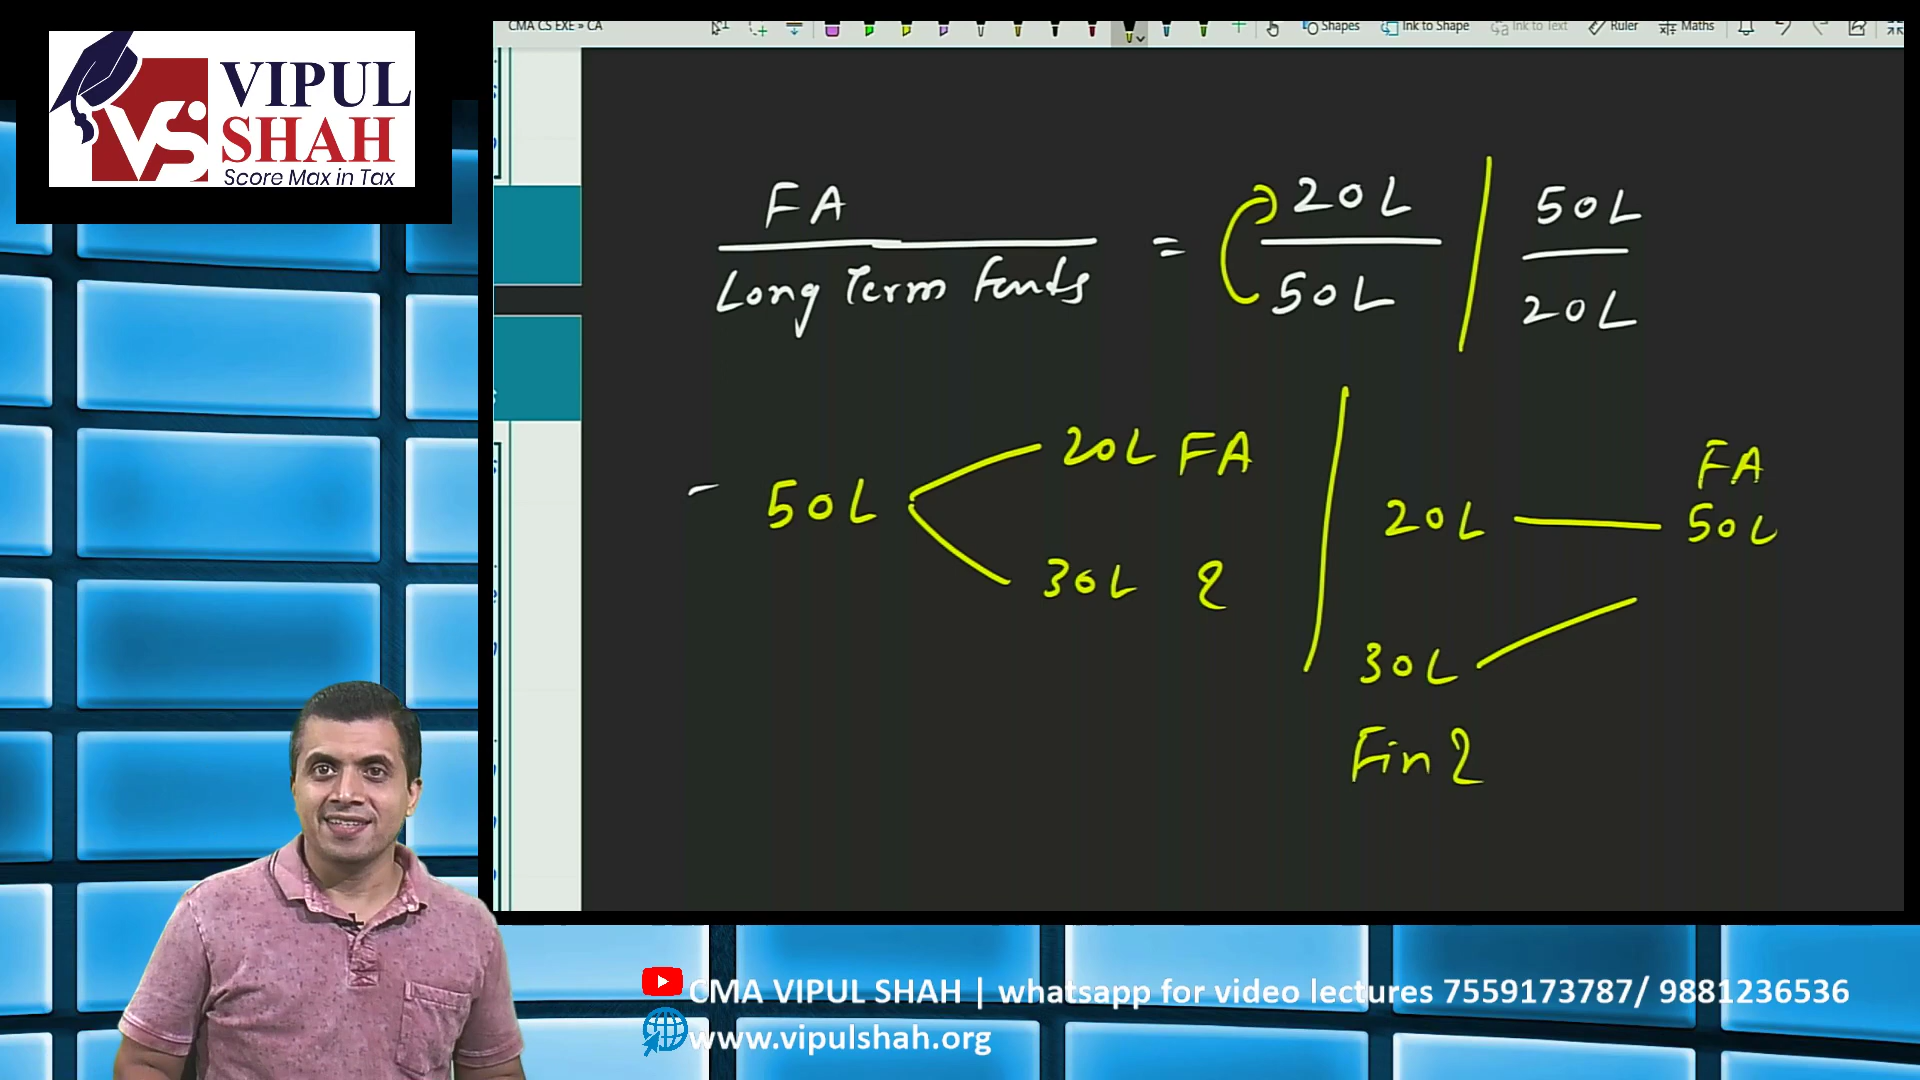 VIPUL
SHAH
Score Max in Tax
CMA CS EXE » CA
Shapes Ink to Shape Ink to Text Ruler Maths
FA
Long Term Funds
=
20L
50L
50L
20L
50L
20L FA
30L ?
FA
20L 50L
30L
Fin ?
CMA VIPUL SHAH | whatsapp for video lectures 7559173787/ 9881236536
www.vipulshah.org